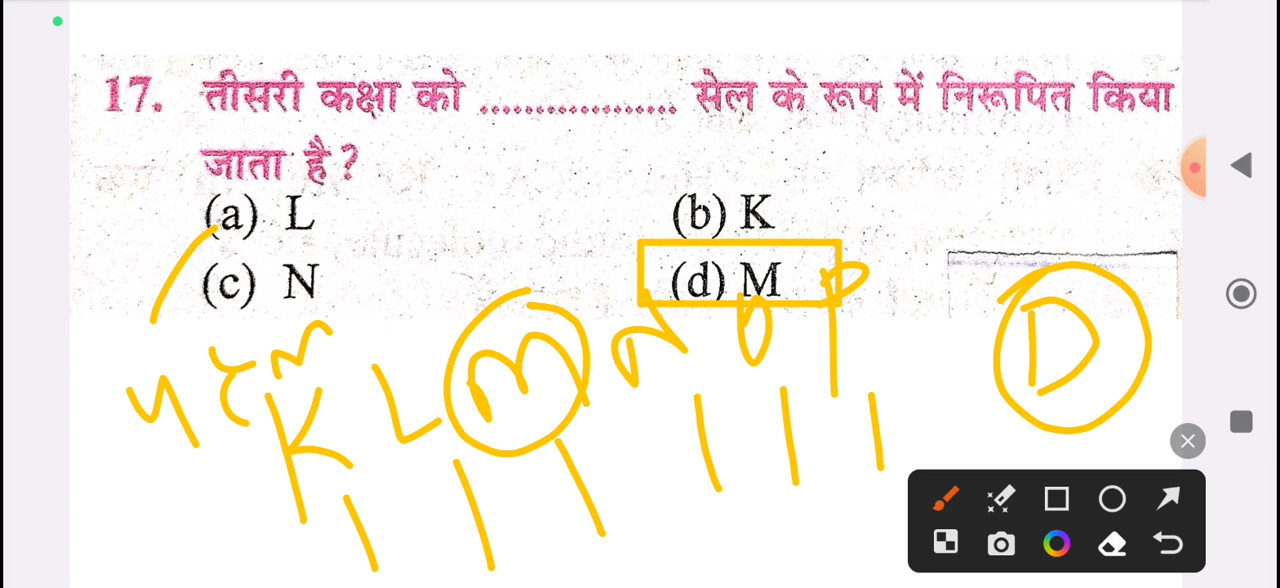 17. तीसरी कक्षा को ................. सेल के रूप में निरूपित किया
जाता है?
(a) L (b) K
(c) N (d) M
K L M N O P
D